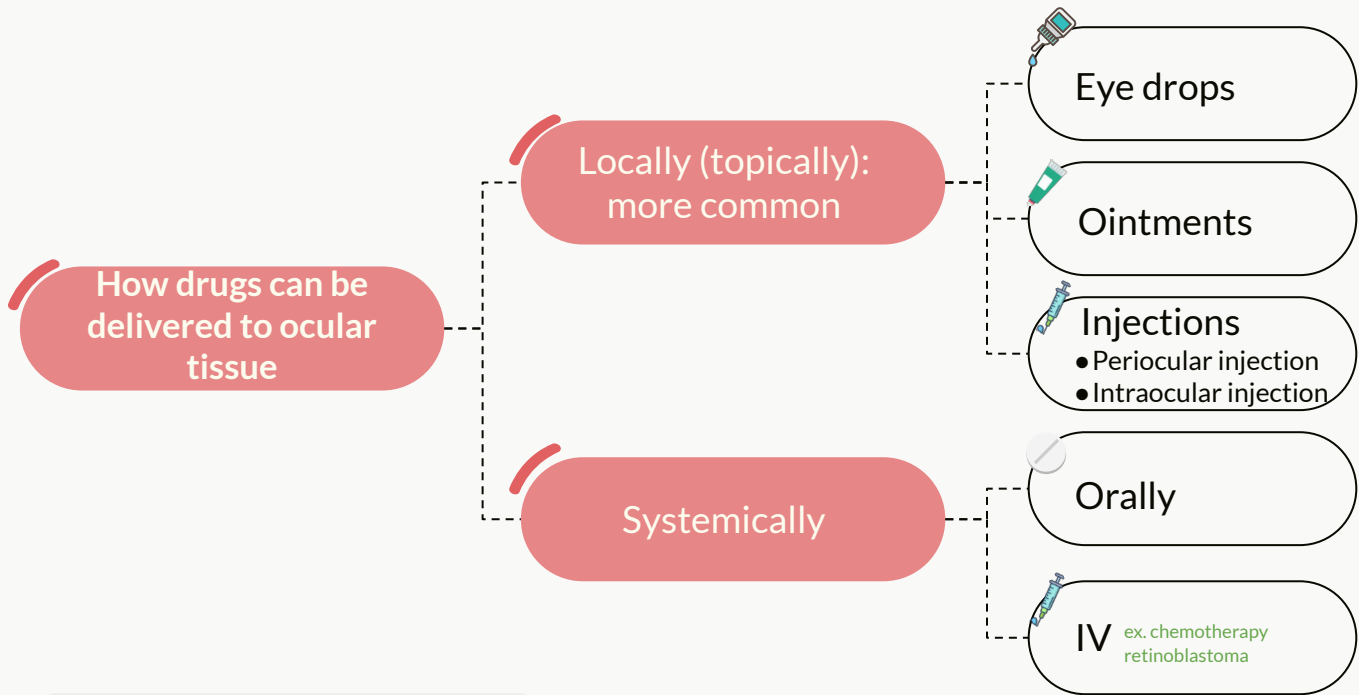 How drugs can be
delivered to ocular
tissue
Locally (topically):
more common
Eye drops
Ointments
Injections
● Periocular injection
● Intraocular injection
Systemically
Orally
IV ex. chemotherapy
retinoblastoma